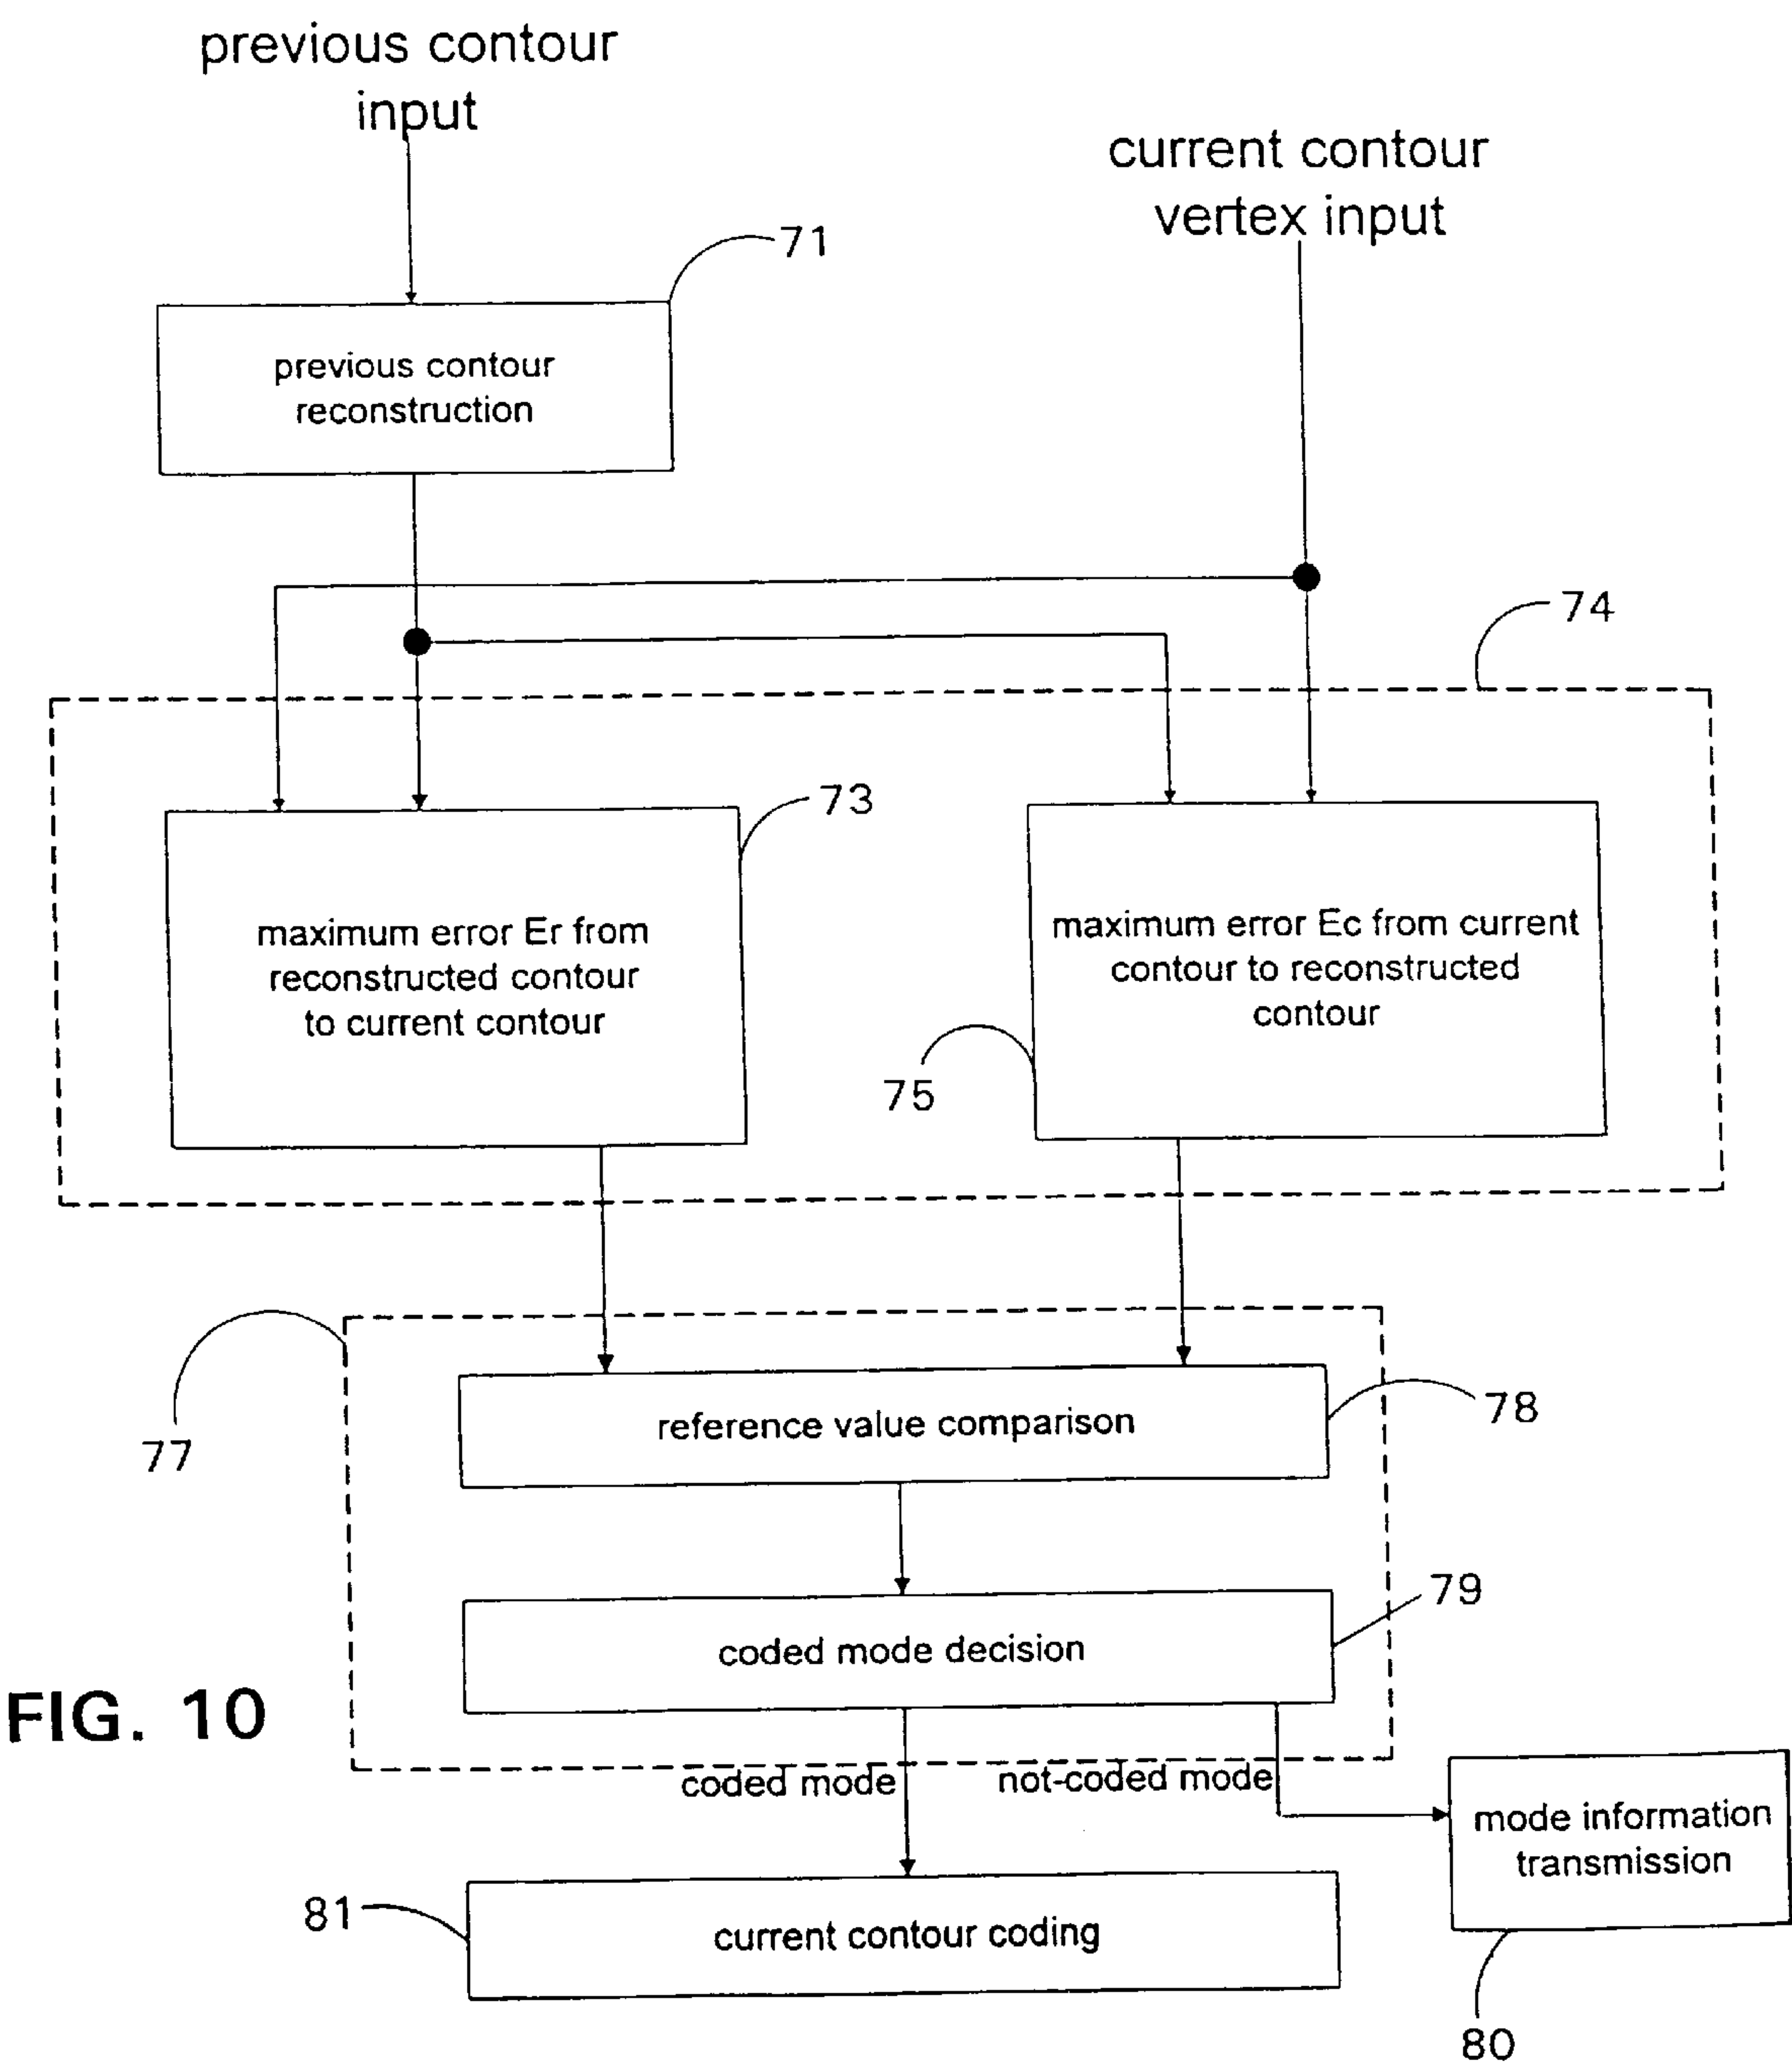 previous contour
input
current contour
vertex input
71
previous contour
reconstruction
74
73
maximum error Er from
reconstructed contour
to current contour
maximum error Ec from current
contour to reconstructed
contour
75
77
reference value comparison
78
79
coded mode decision
FIG. 10
coded mode
not-coded mode
mode information
transmission
81
current contour coding
80